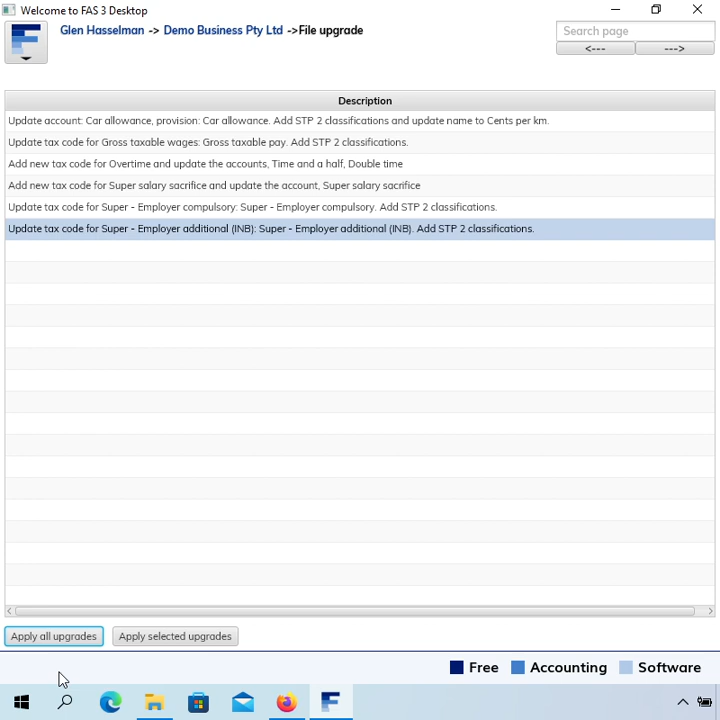 Welcome to FAS 3 Desktop
Glen Hasselman -> Demo Business Pty Ltd ->File upgrade
Search page
<---
--->
Description
Update account: Car allowance, provision: Car allowance. Add STP 2 classifications and update name to Cents per km.
Update tax code for Gross taxable wages: Gross taxable pay. Add STP 2 classifications.
Add new tax code for Overtime and update the accounts, Time and a half, Double time
Add new tax code for Super salary sacrifice and update the account, Super salary sacrifice
Update tax code for Super - Employer compulsory: Super - Employer compulsory. Add STP 2 classifications.
Update tax code for Super - Employer additional (INB): Super - Employer additional (INB). Add STP 2 classifications.
Apply all upgrades
Apply selected upgrades
Free Accounting Software